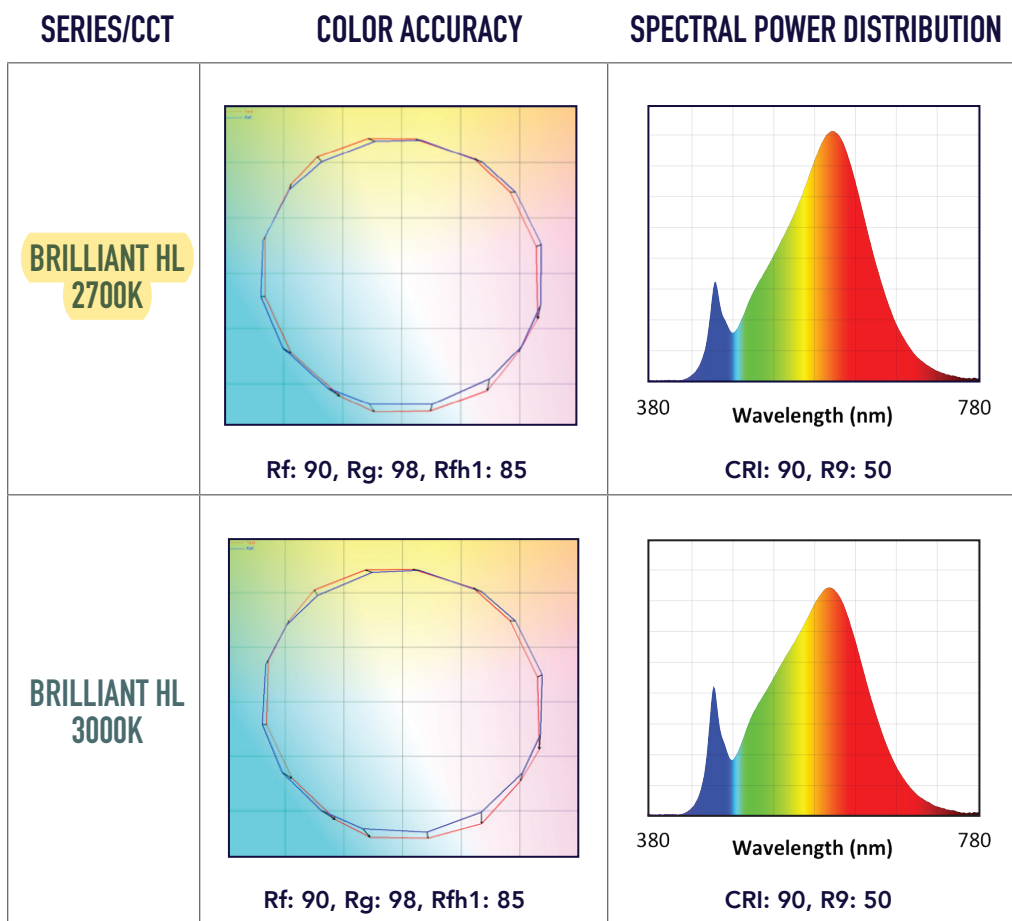 SERIES/CCT
COLOR ACCURACY
SPECTRAL POWER DISTRIBUTION
BRILLIANT HL
2700K
380
Wavelength (nm)
780
Rf: 90, Rg: 98, Rfh1: 85
CRI: 90, R9: 50
BRILLIANT HL
3000K
380
Wavelength (nm)
780
Rf: 90, Rg: 98, Rfh1: 85
CRI: 90, R9: 50